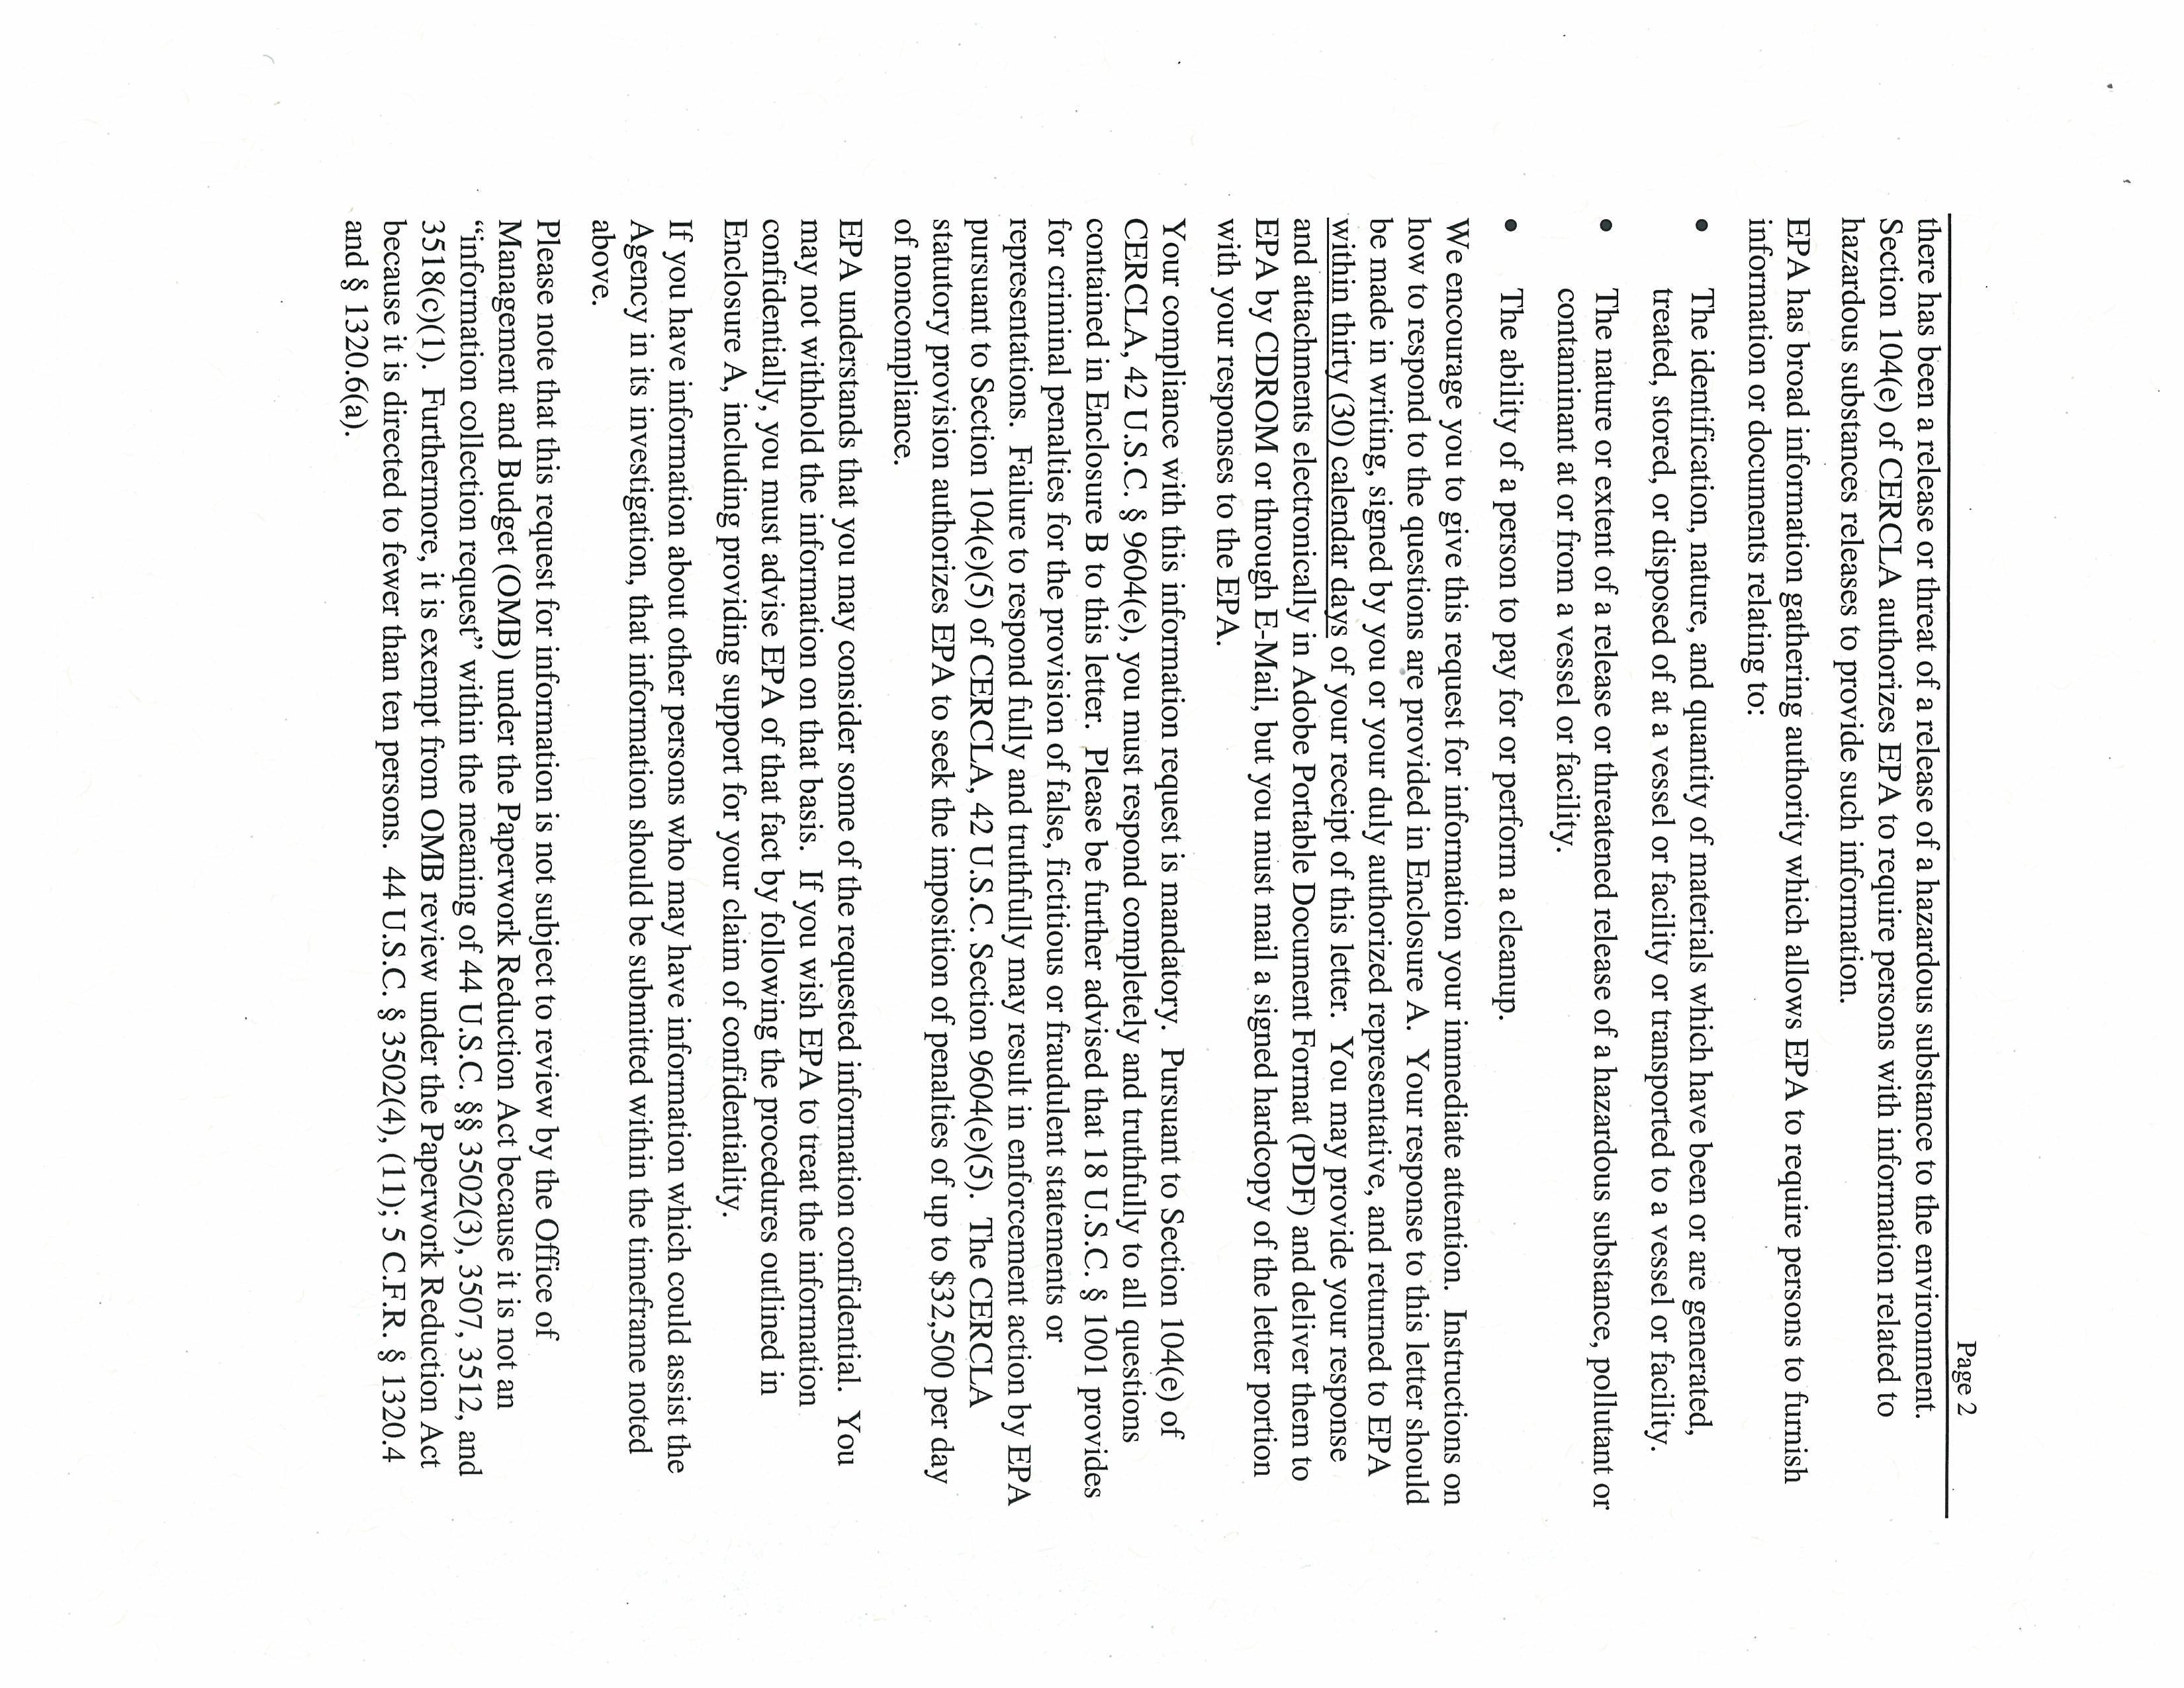 Page 2
there has been a release or threat of a release of a hazardous substance to the environment.
Section 104(e) of CERCLA authorizes EPA to require persons with information related to
hazardous substances releases to provide such information.
EPA has broad information gathering authority which allows EPA to require persons to furnish
information or documents relating to:
• The identification, nature, and quantity of materials which have been or are generated,
treated, stored, or disposed of at a vessel or facility or transported to a vessel or facility.
• The nature or extent of a release or threatened release of a hazardous substance, pollutant or
contaminant at or from a vessel or facility.
• The ability of a person to pay for or perform a cleanup.
We encourage you to give this request for information your immediate attention. Instructions on
how to respond to the questions are provided in Enclosure A. Your response to this letter should
be made in writing, signed by you or your duly authorized representative, and returned to EPA
within thirty (30) calendar days of your receipt of this letter. You may provide your response
and attachments electronically in Adobe Portable Document Format (PDF) and deliver them to
EPA by CDROM or through E-Mail, but you must mail a signed hardcopy of the letter portion
with your responses to the EPA.
Your compliance with this information request is mandatory. Pursuant to Section 104(e) of
CERCLA, 42 U.S.C. § 9604(e), you must respond completely and truthfully to all questions
contained in Enclosure B to this letter. Please be further advised that 18 U.S.C. § 1001 provides
for criminal penalties for the provision of false, fictitious or fraudulent statements or
representations. Failure to respond fully and truthfully may result in enforcement action by EPA
pursuant to Section 104(e)(5) of CERCLA, 42 U.S.C. Section 9604(e)(5). The CERCLA
statutory provision authorizes EPA to seek the imposition of penalties of up to $32,500 per day
of noncompliance.
EPA understands that you may consider some of the requested information confidential. You
may not withhold the information on that basis. If you wish EPA to treat the information
confidentially, you must advise EPA of that fact by following the procedures outlined in
Enclosure A, including providing support for your claim of confidentiality.
If you have information about other persons who may have information which could assist the
Agency in its investigation, that information should be submitted within the timeframe noted
above.
Please note that this request for information is not subject to review by the Office of
Management and Budget (OMB) under the Paperwork Reduction Act because it is not an
“information collection request” within the meaning of 44 U.S.C. §§ 3502(3), 3507, 3512, and
3518(c)(1). Furthermore, it is exempt from OMB review under the Paperwork Reduction Act
because it is directed to fewer than ten persons. 44 U.S.C. § 3502(4), (11); 5 C.F.R. § 1320.4
and § 1320.6(a).